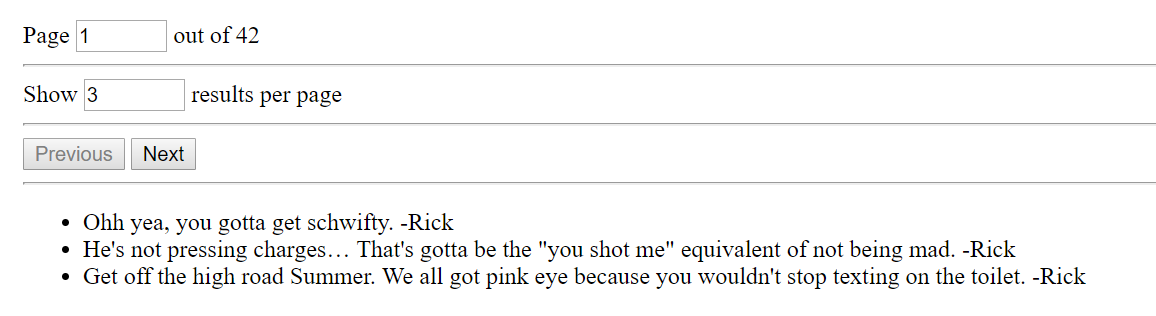 Page 1 out of 42
Show 3 results per page
Previous Next
Ohh yea, you gotta get schwifty. -Rick
He's not pressing charges… That's gotta be the "you shot me" equivalent of not being mad. -Rick
Get off the high road Summer. We all got pink eye because you wouldn't stop texting on the toilet. -Rick